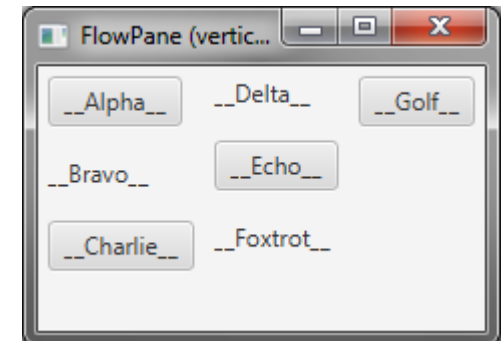 FlowPane (vertic...
__Alpha__ __Delta__ __Golf__
__Bravo__ __Echo__
__Charlie__ __Foxtrot__